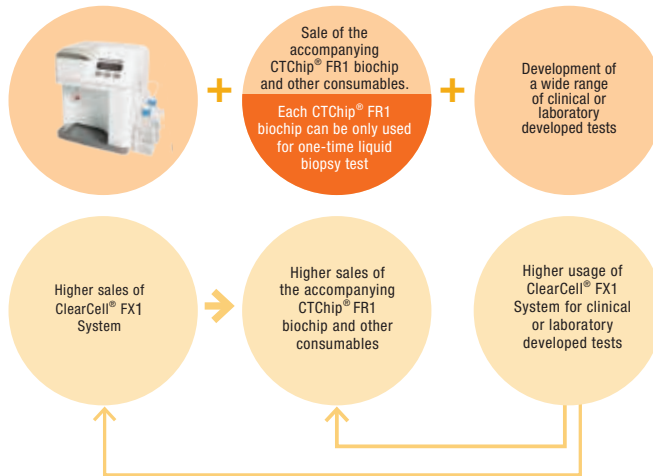 Sale of the
accompanying
CTChip® FR1 biochip
and other consumables.
Each CTChip® FR1
biochip can be only used
for one-time liquid
biopsy test
Development of
a wide range
of clinical or
laboratory
developed tests
Higher sales of
ClearCell® FX1
System
Higher sales of
the accompanying
CTChip® FR1
biochip and other
consumables
Higher usage of
ClearCell® FX1
System for clinical
or laboratory
developed tests